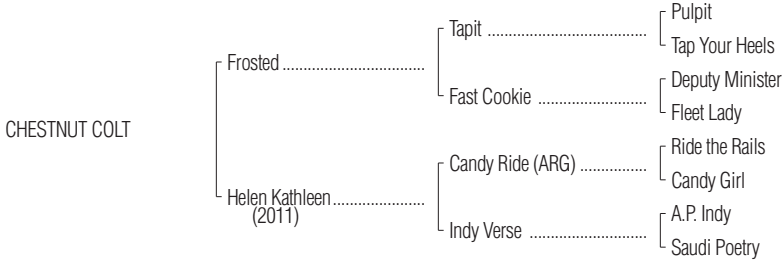 Pulpit
Tapit ..................................
Tap Your Heels
Frosted .....................................
Deputy Minister
Fast Cookie ............................
Fleet Lady
CHESTNUT COLT
Ride the Rails
Candy Ride (ARG) .................
Candy Girl
Helen Kathleen........................
(2011)
A.P. Indy
Indy Verse ..............................
Saudi Poetry